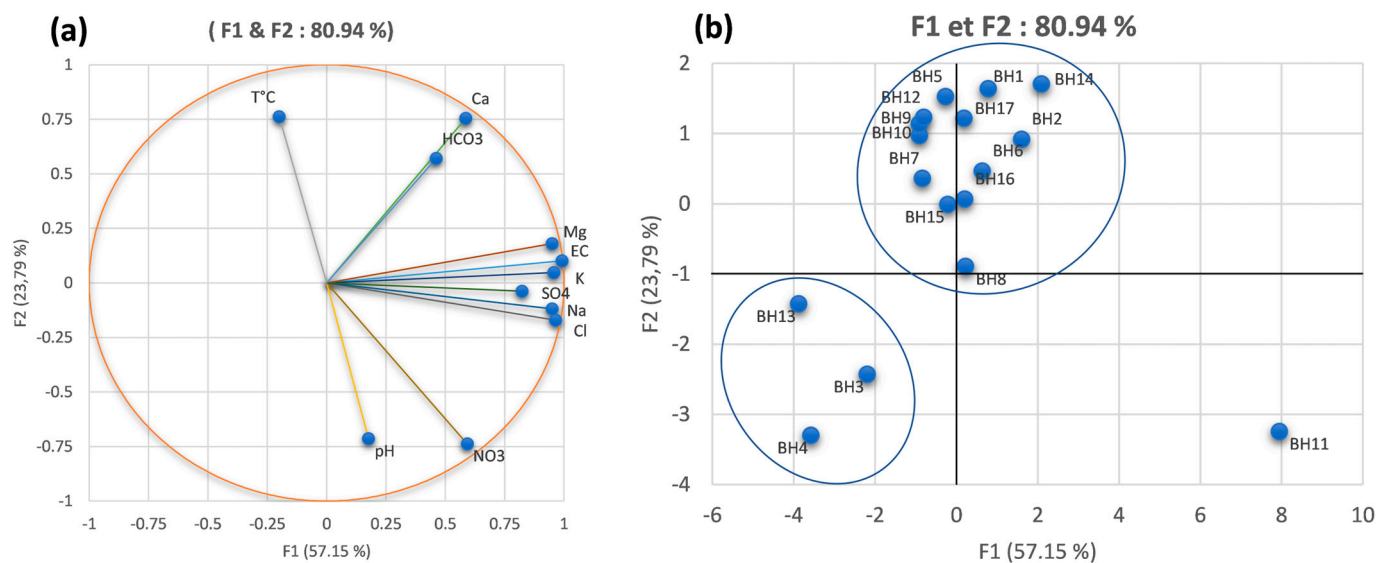 (a)
( F1 & F2 : 80.94 %)
1
0.75
0.5
0.25
0
-0.25
-0.5
-0.75
-1
F2 (23,79 %)
T°C
Ca
HCO3
Mg
EC
K
SO4
Na
Cl
pH
NO3
-1 -0.75 -0.5 -0.25 0 0.25 0.5 0.75 1
F1 (57.15 %)
(b)
F1 et F2 : 80.94 %
2
1
0
-1
-2
-3
-4
F2 (23,79 %)
BH5
BH1
BH14
BH12
BH17
BH9
BH2
BH10
BH7
BH6
BH16
BH15
BH8
BH13
BH3
BH4
BH11
-6 -4 -2 0 2 4 6 8 10
F1 (57.15 %)